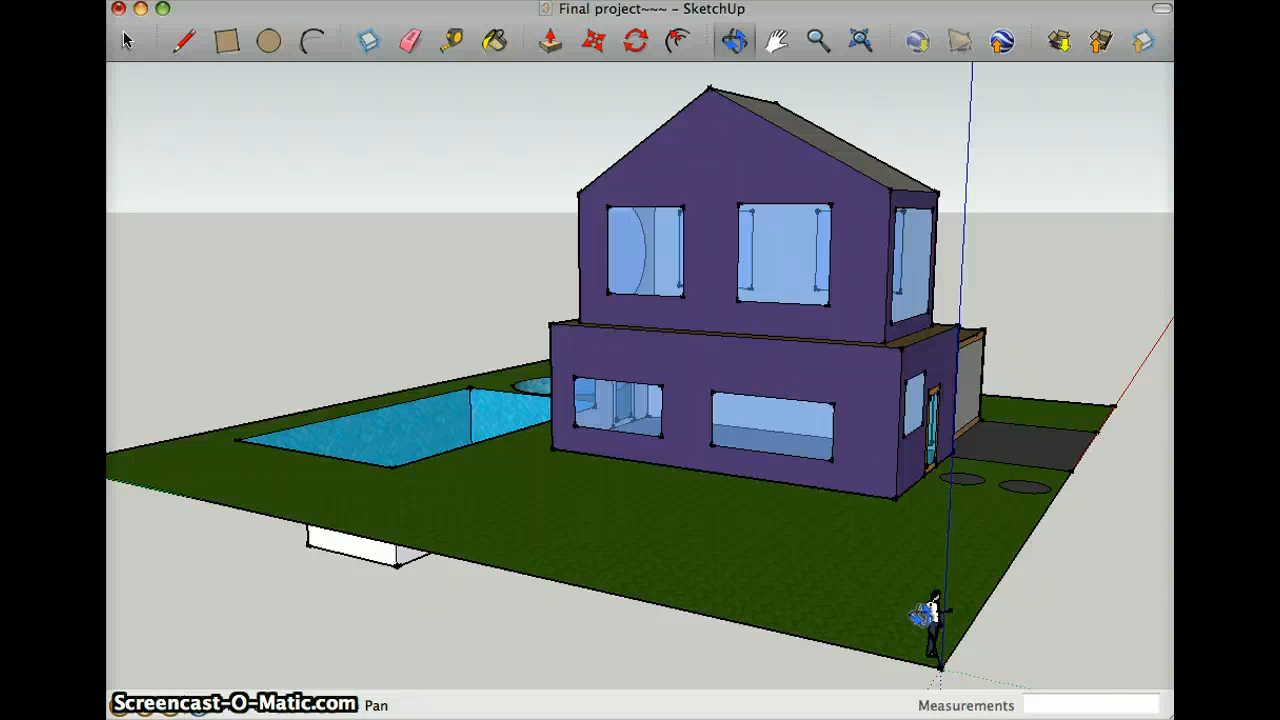 Final project~~~ - SketchUp
Screencast-O-Matic.com Pan
Measurements